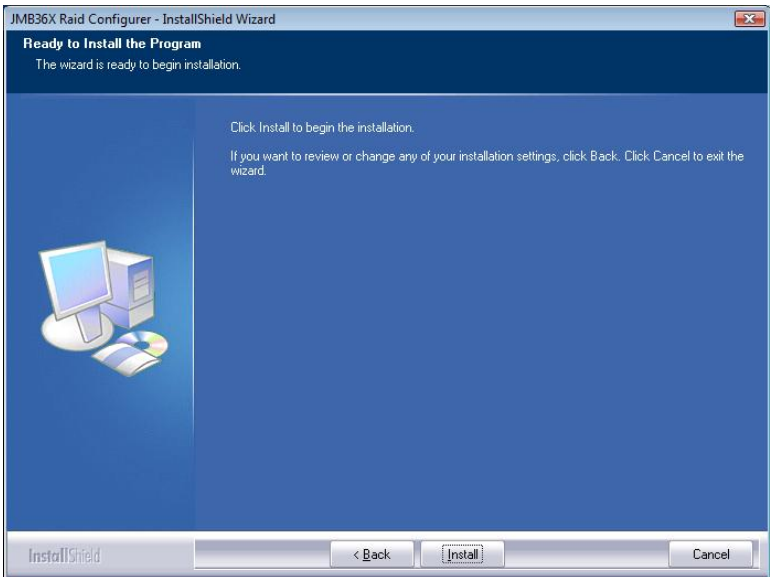 JMB36X Raid Configurer - InstallShield Wizard
Ready to Install the Program
The wizard is ready to begin installation.
Click Install to begin the installation.
If you want to review or change any of your installation settings, click Back. Click Cancel to exit the
wizard.
InstallShield
< Back
Install
Cancel